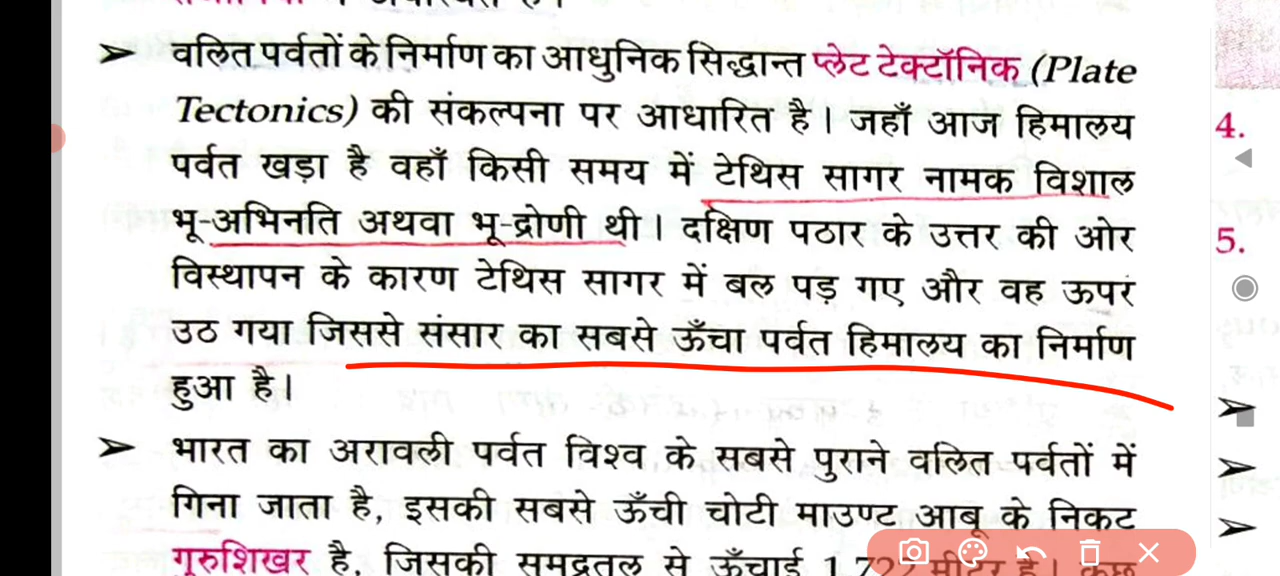 वलित पर्वतों के निर्माण का आधुनिक सिद्धान्त प्लेट टेक्टॉनिक (Plate
Tectonics) की संकल्पना पर आधारित है। जहाँ आज हिमालय
पर्वत खड़ा है वहाँ किसी समय में टेथिस सागर नामक विशाल
भू-अभिनति अथवा भू-द्रोणी थी। दक्षिण पठार के उत्तर की ओर
विस्थापन के कारण टेथिस सागर में बल पड़ गए और वह ऊपर
उठ गया जिससे संसार का सबसे ऊँचा पर्वत हिमालय का निर्माण
हुआ है।
भारत का अरावली पर्वत विश्व के सबसे पुराने वलित पर्वतों में
गिना जाता है, इसकी सबसे ऊँची चोटी माउण्ट आबू के निकट
गुरुशिखर है, जिसकी समुद्रतल से ऊँचाई 1,722 मीटर है। कुछ
4.
5.